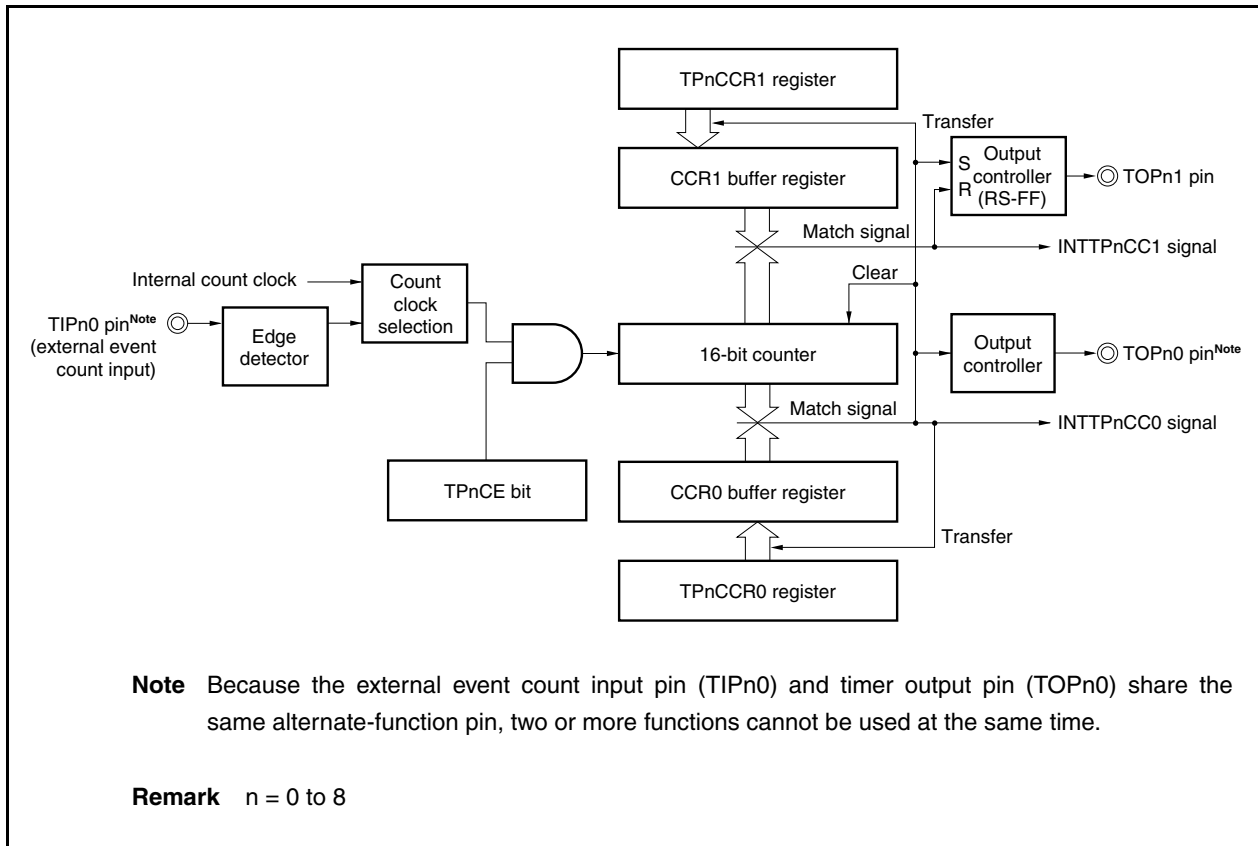 TPnCCR1 register
Transfer
CCR1 buffer register
S
R
Output
controller
(RS-FF)
TOPn1 pin
Match signal
INTTPnCC1 signal
Internal count clock
Count
clock
selection
Clear
TIPn0 pinNote
(external event
count input)
Edge
detector
16-bit counter
Output
controller
TOPn0 pinNote
Match signal
INTTPnCC0 signal
TPnCE bit
CCR0 buffer register
Transfer
TPnCCR0 register
Note Because the external event count input pin (TIPn0) and timer output pin (TOPn0) share the
same alternate-function pin, two or more functions cannot be used at the same time.
Remark n = 0 to 8